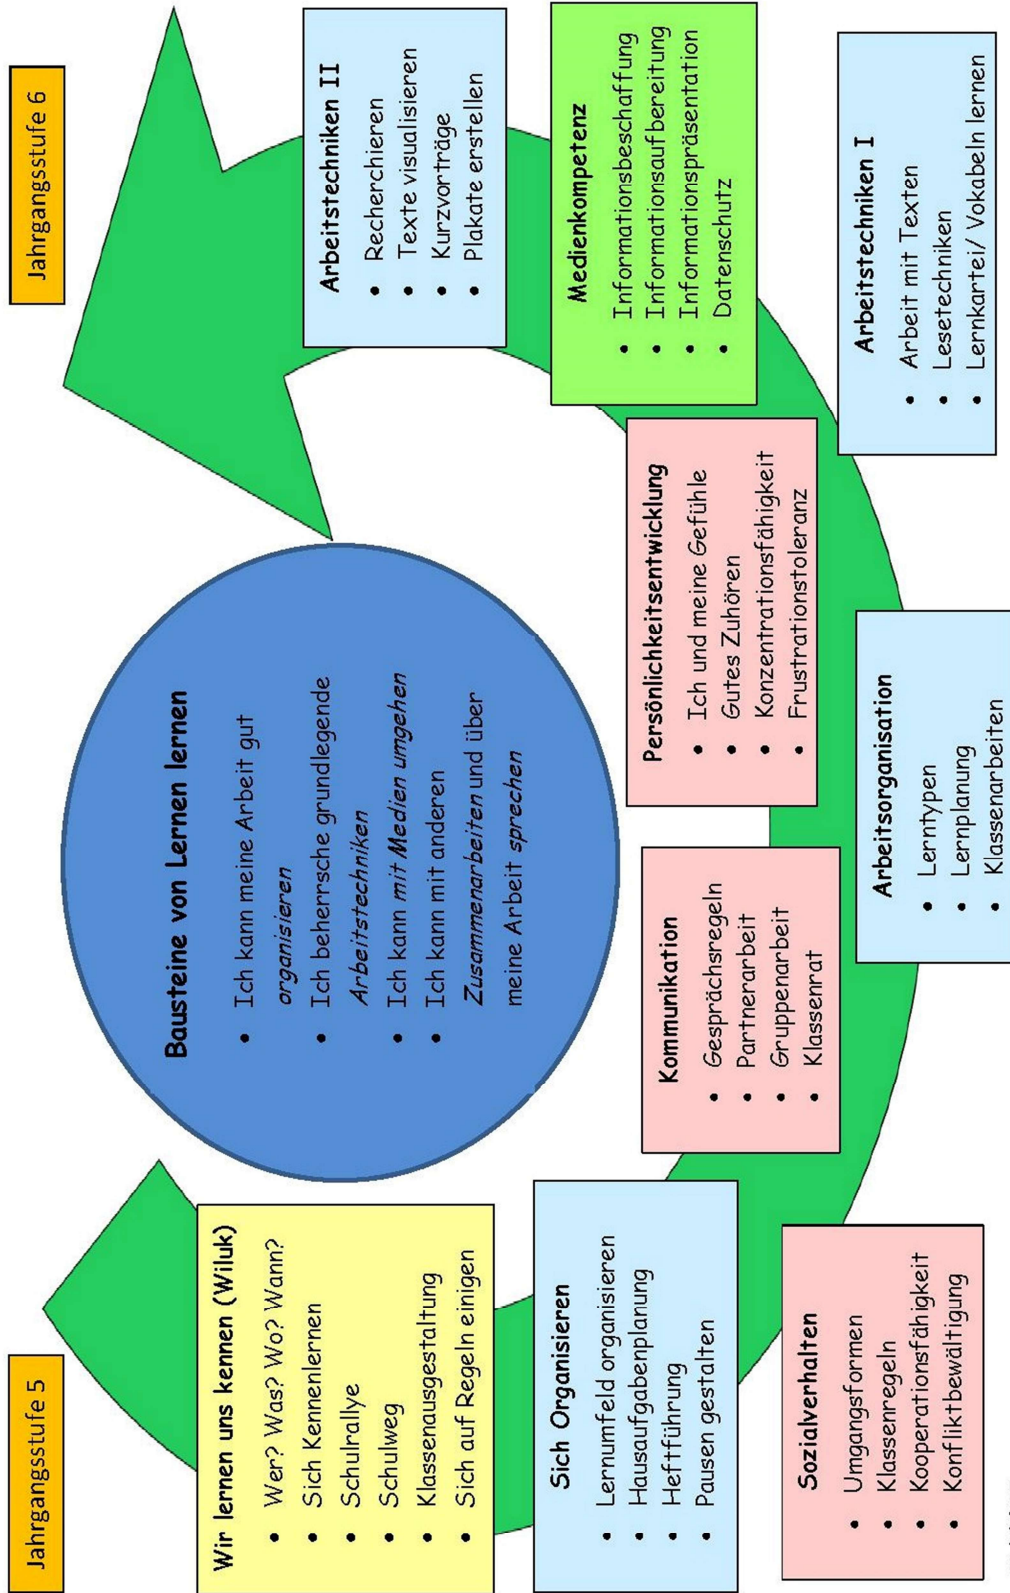 Jahrgangsstufe 5
Jahrgangsstufe 6
Bausteine von Lernen lernen
• Ich kann meine Arbeit gut
organisieren
• Ich beherrsche grundlegende
Arbeitstechniken
• Ich kann mit Medien umgehen
• Ich kann mit anderen
Zusammenarbeiten und über
meine Arbeit sprechen
Wir lernen uns kennen (Wiluk)
• Wer? Was? Wo? Wann?
• Sich Kennenlernen
• Schulrallye
• Schulweg
• Klassenausgestaltung
• Sich auf Regeln einigen
Sich Organisieren
• Lernumfeld organisieren
• Hausaufgabenplanung
• Heftführung
• Pausen gestalten
Sozialverhalten
• Umgangsformen
• Klassenregeln
• Kooperationsfähigkeit
• Konfliktbewältigung
Kommunikation
• Gesprächsregeln
• Partnerarbeit
• Gruppenarbeit
• Klassenrat
Arbeitsorganisation
• Lerntypen
• Lernplanung
• Klassenarbeiten
Persönlichkeitsentwicklung
• Ich und meine Gefühle
• Gutes Zuhören
• Konzentrationsfähigkeit
• Frustrationstoleranz
Arbeitstechniken I
• Arbeit mit Texten
• Lesetechniken
• Lernkartei/ Vokabeln lernen
Medienkompetenz
• Informationsbeschaffung
• Informationsaufbereitung
• Informationspräsentation
• Datenschutz
Arbeitstechniken II
• Recherchieren
• Texte visualisieren
• Kurzvorträge
• Plakate erstellen